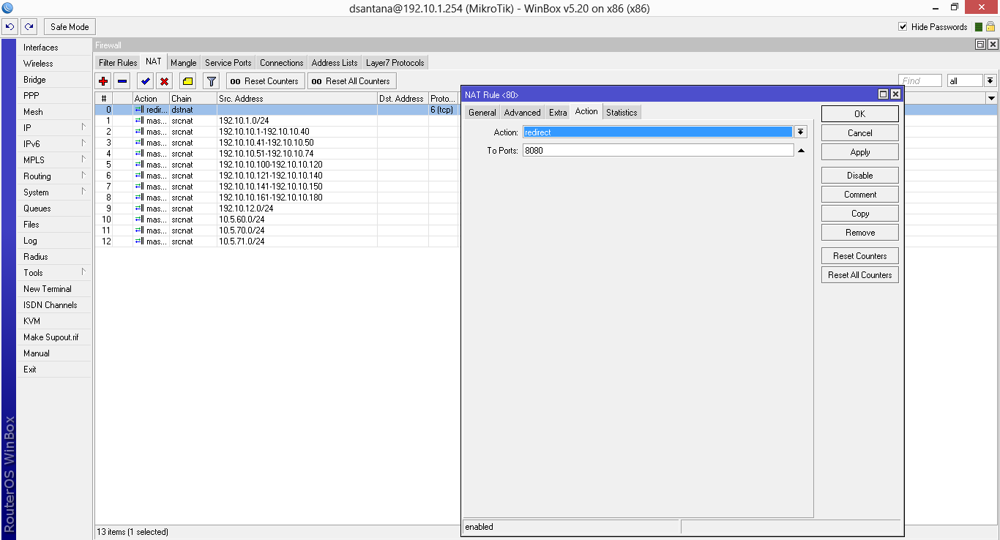 dsantana@192.10.1.254 (MikroTik) - WinBox v5.20 on x86 (x86)
Safe Mode
Hide Passwords
Interfaces
Wireless
Bridge
PPP
Mesh
IP
IPv6
MPLS
Routing
System
Queues
Files
Log
Radius
Tools
New Terminal
ISDN Channels
KVM
Make Supout.rif
Manual
Exit
RouterOS WinBox
Firewall
Filter Rules NAT Mangle Service Ports Connections Address Lists Layer7 Protocols
00 Reset Counters 00 Reset All Counters
Find all
# Action Chain Src. Address Dst. Address Proto...
0 redir... dstnat 6 (tcp)
1 mas... srcnat 192.10.1.0/24
2 mas... srcnat 192.10.10.1-192.10.10.40
3 mas... srcnat 192.10.10.41-192.10.10.50
4 mas... srcnat 192.10.10.51-192.10.10.74
5 mas... srcnat 192.10.10.100-192.10.10.120
6 mas... srcnat 192.10.10.121-192.10.10.140
7 mas... srcnat 192.10.10.141-192.10.10.150
8 mas... srcnat 192.10.10.161-192.10.10.180
9 mas... srcnat 192.10.12.0/24
10 mas... srcnat 10.5.60.0/24
11 mas... srcnat 10.5.70.0/24
12 mas... srcnat 10.5.71.0/24
13 items (1 selected)
NAT Rule <80>
General Advanced Extra Action Statistics
Action: redirect
To Ports: 8080
OK
Cancel
Apply
Disable
Comment
Copy
Remove
Reset Counters
Reset All Counters
enabled